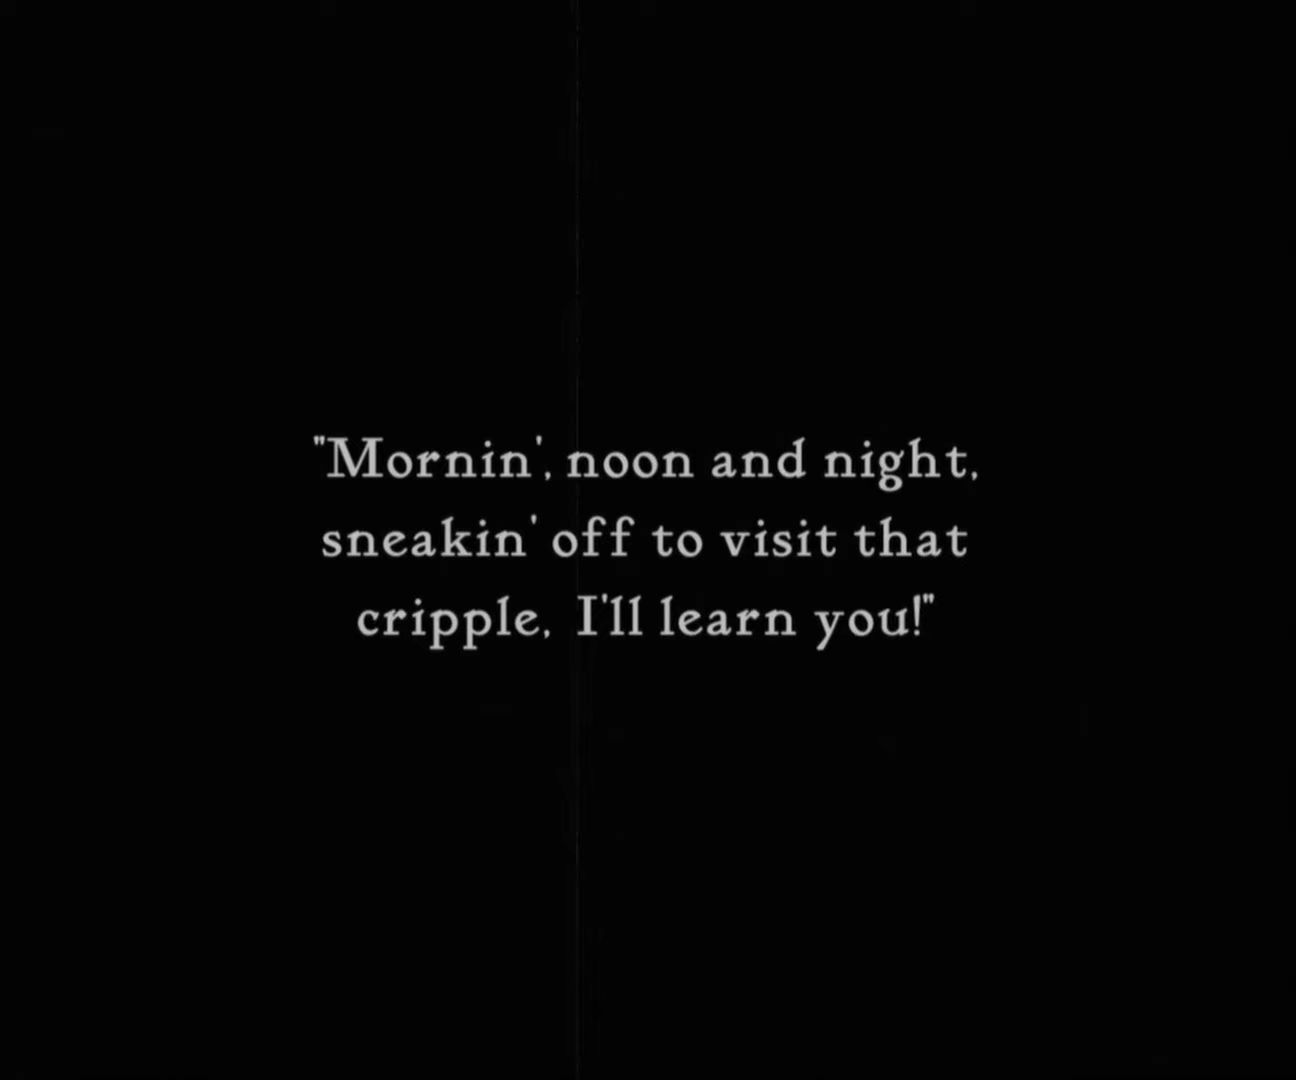 "Mornin', noon and night,
sneakin' off to visit that
cripple, I'll learn you!"